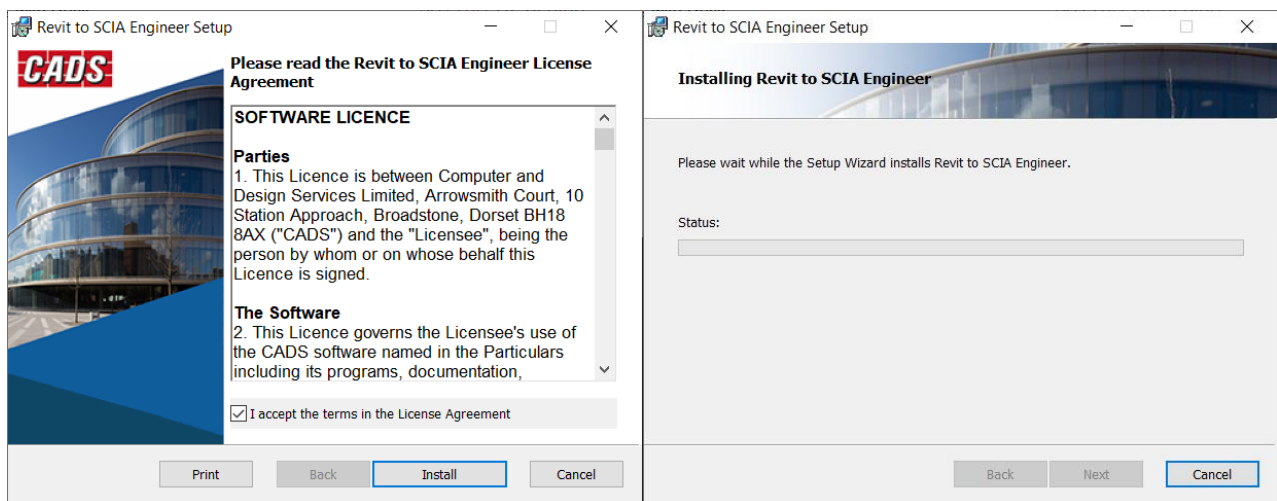 Revit to SCIA Engineer Setup
CADS
Please read the Revit to SCIA Engineer License
Agreement
SOFTWARE LICENCE
Parties
1. This Licence is between Computer and
Design Services Limited, Arrowsmith Court, 10
Station Approach, Broadstone, Dorset BH18
8AX ("CADS") and the "Licensee", being the
person by whom or on whose behalf this
Licence is signed.
The Software
2. This Licence governs the Licensee's use of
the CADS software named in the Particulars
including its programs, documentation,
I accept the terms in the License Agreement
Print Back Install Cancel
Revit to SCIA Engineer Setup
Installing Revit to SCIA Engineer
Please wait while the Setup Wizard installs Revit to SCIA Engineer.
Status:
Back Next Cancel